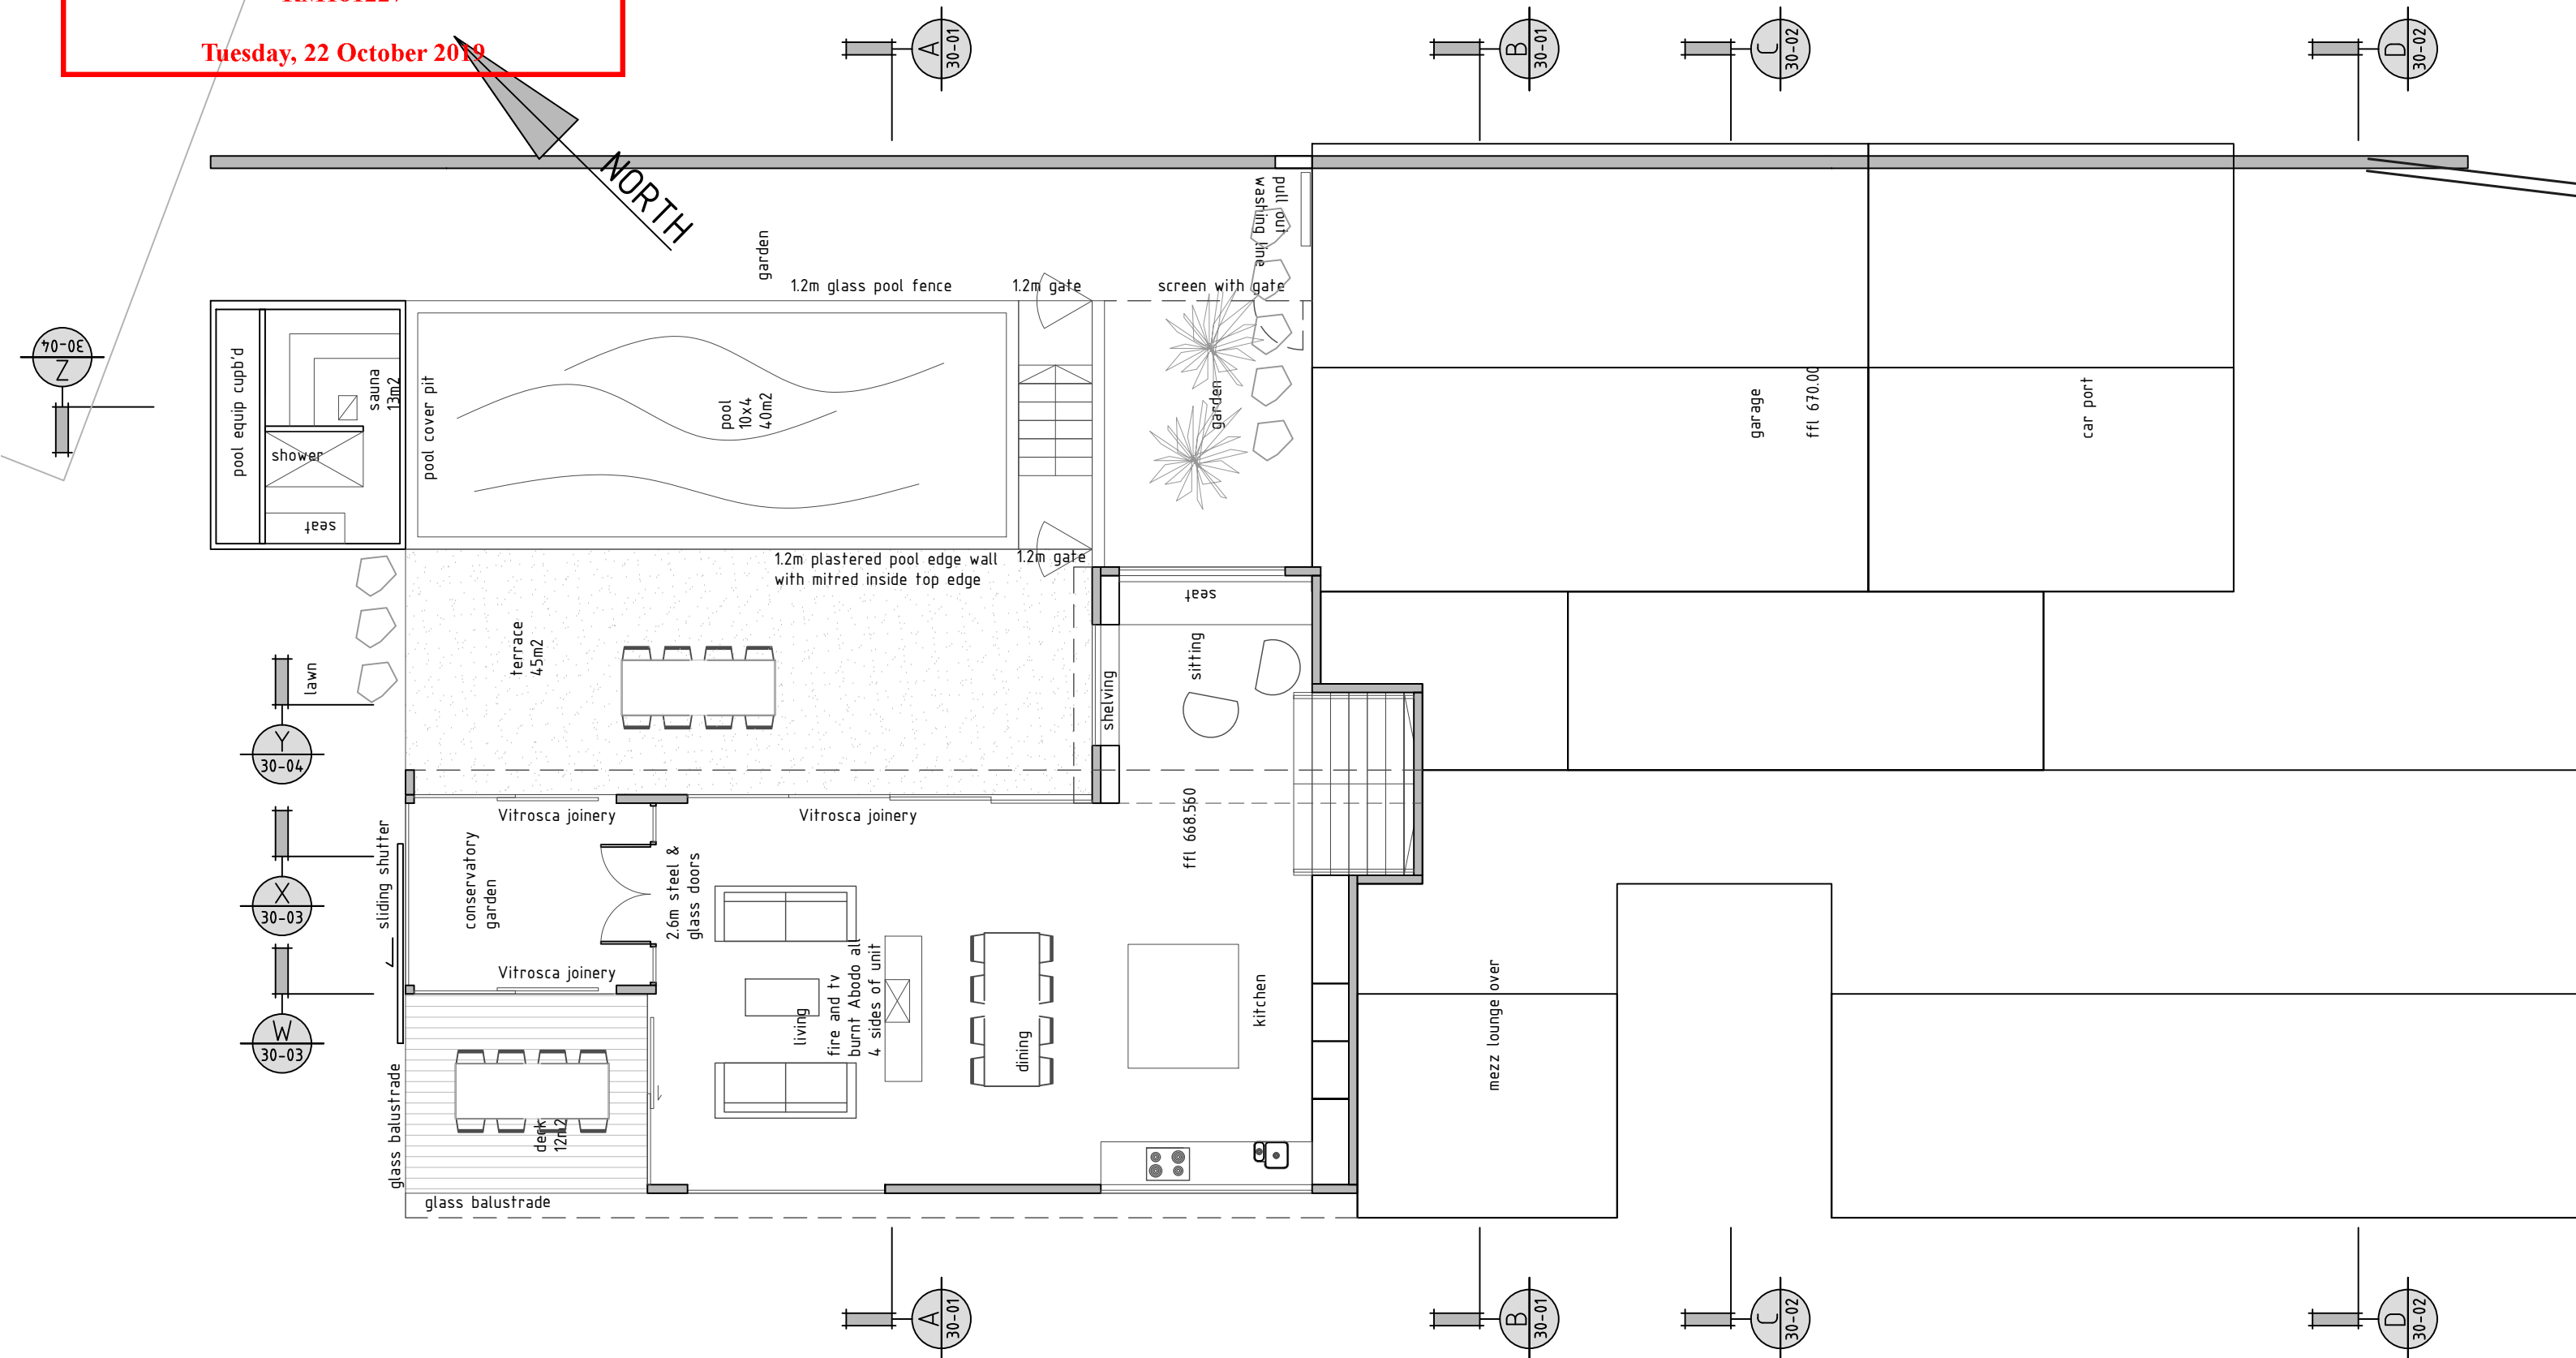 Tuesday, 22 October 2019
NORTH
A
30-01
B
30-01
C
30-02
D
30-02
pull out
washing line
garden
1.2m glass pool fence
1.2m gate
screen with gate
Z
30-04
pool equip cupb'd
sauna
13m2
shower
seat
pool cover pit
pool
10x4
40m2
garden
garage
ffl 670.00
car port
1.2m plastered pool edge wall
with mitred inside top edge
1.2m gate
seat
terrace
45m2
lawn
shelving
sitting
Y
30-04
Vitrosca joinery
Vitrosca joinery
ffl 668.560
sliding shutter
conservatory
garden
2.6m steel &
glass doors
X
30-03
Vitrosca joinery
living
fire and tv
burnt Abodo all
4 sides of unit
dining
kitchen
mezz lounge over
W
30-03
glass balustrade
deck
12m2
glass balustrade
A
30-01
B
30-01
C
30-02
D
30-02